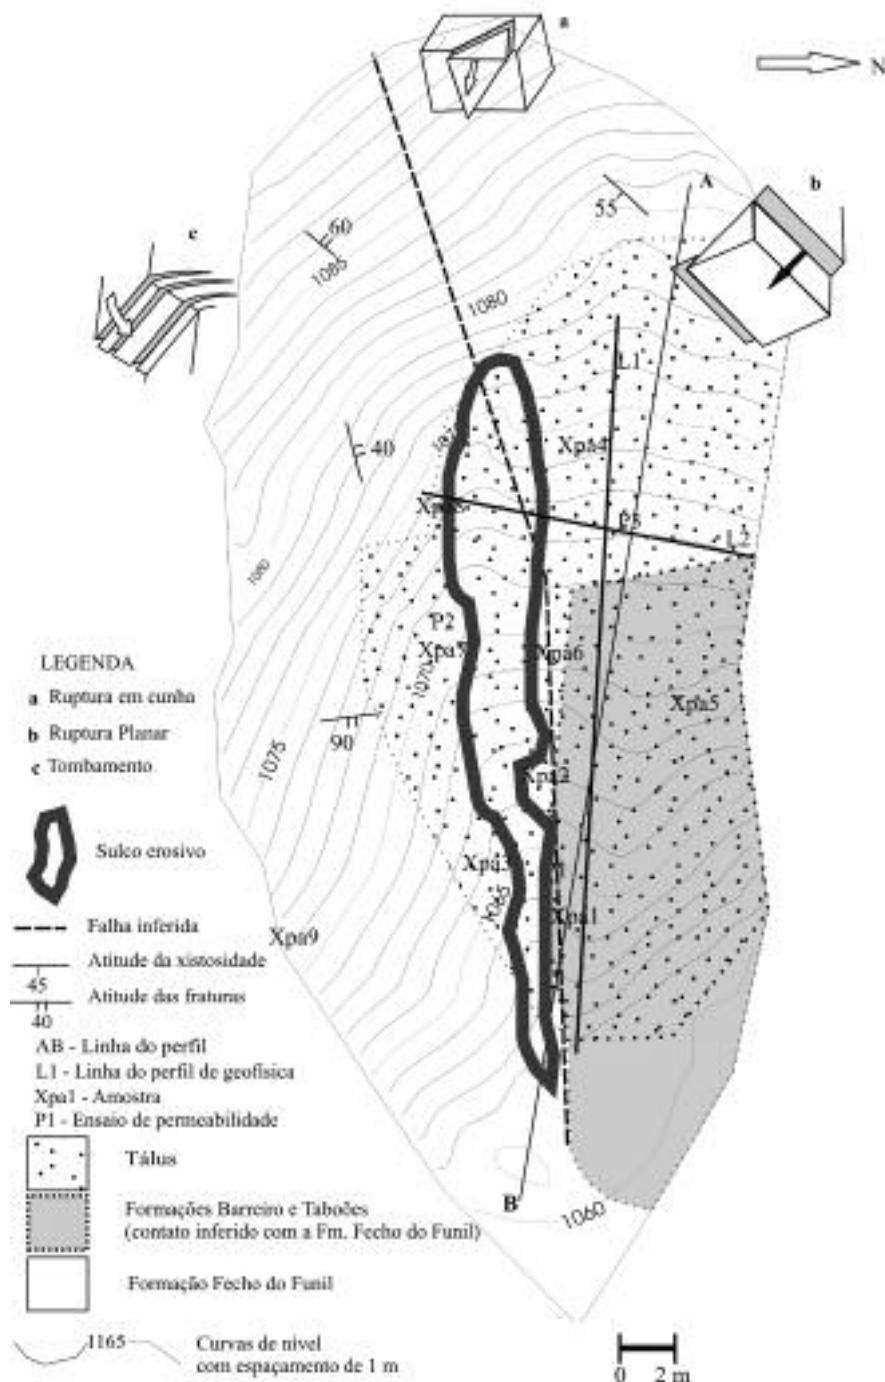 a
N
A
b
55
60
1085
c
1080
L1
40
Xpa4
P3
L2
1080
P2
Xpa6
LEGENDA
1070
Xpa5
a Ruptura em cunha
b Ruptura Planar
90
1075
c Tombamento
Xpa2
Sulco erosivo
Xpa3
1065
Xpa1
Falha inferida
Xpa9
Atitude da xistosidade
45
Atitude das fraturas
40
AB - Linha do perfil
L1 - Linha do perfil de geofísica
Xpa1 - Amostra
P1 - Ensaio de permeabilidade
Tálus
Formações Barreiro e Taboões
(contato inferido com a Fm. Fecho do Funil)
B
1060
Formação Fecho do Funil
1165
Curvas de nível
com espaçamento de 1 m
0 2 m